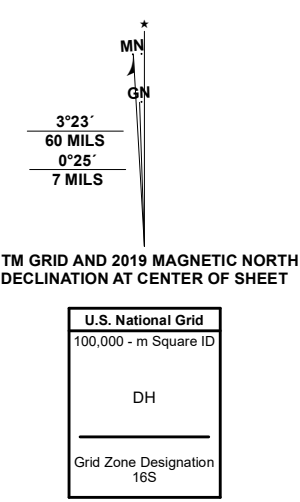 ★
MN
GN
3°23´
60 MILS
0°25´
7 MILS
TM GRID AND 2019 MAGNETIC NORTH
DECLINATION AT CENTER OF SHEET
U.S. National Grid
100,000 - m Square ID
DH
Grid Zone Designation
16S